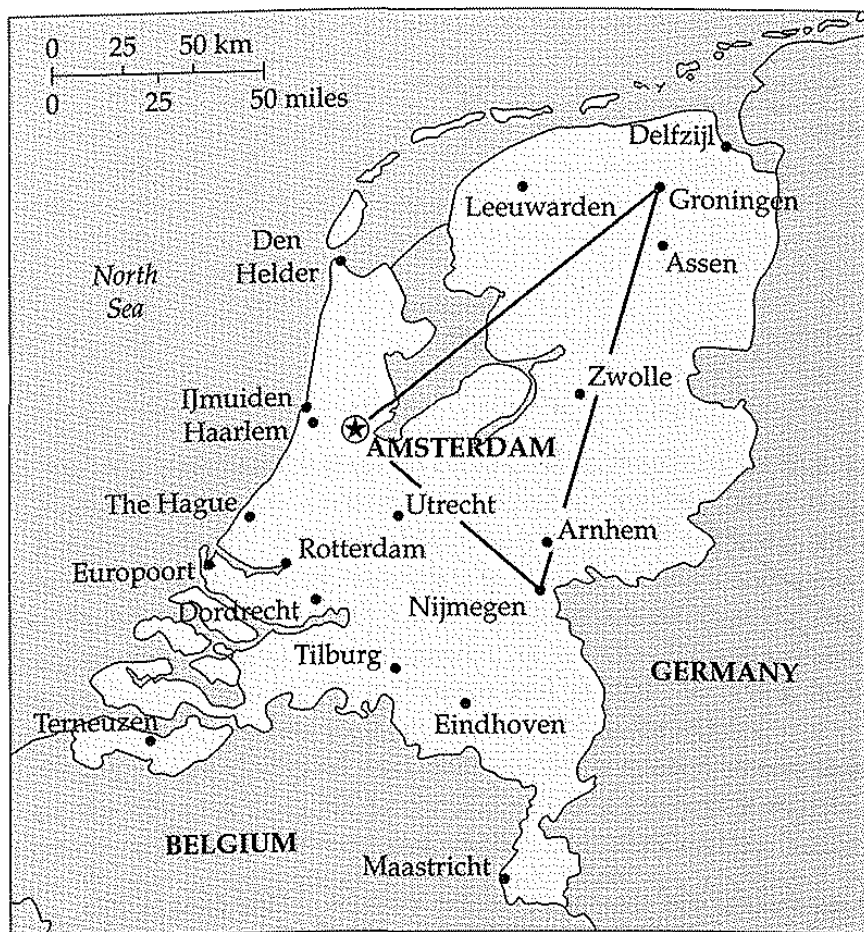 0 25 50 km
0 25 50 miles
Delfzijl
Leeuwarden
Groningen
Den
Helder
Assen
North
Sea
Zwolle
IJmuiden
Haarlem
AMSTERDAM
The Hague
Utrecht
Arnhem
Europoort
Rotterdam
Dordrecht
Nijmegen
Tilburg
GERMANY
Terneuzen
Eindhoven
BELGIUM
Maastricht